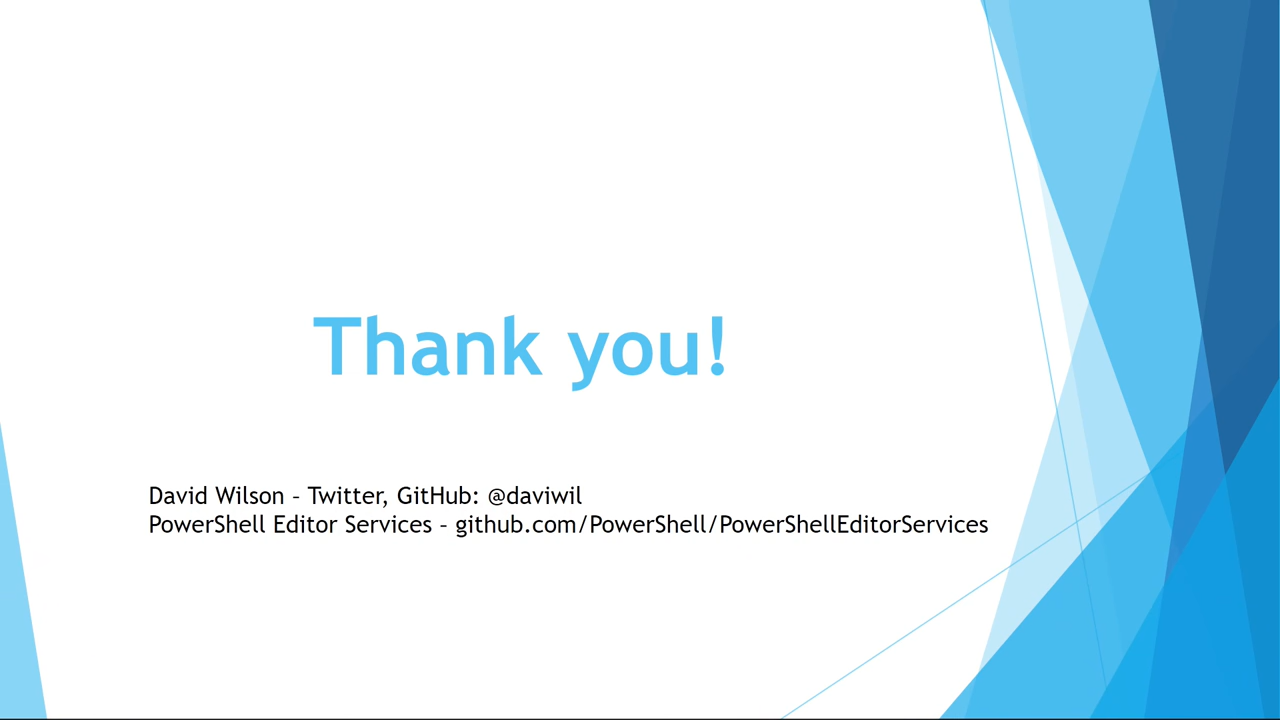 Thank you!
David Wilson – Twitter, GitHub: @daviwil
PowerShell Editor Services – github.com/PowerShell/PowerShellEditorServices